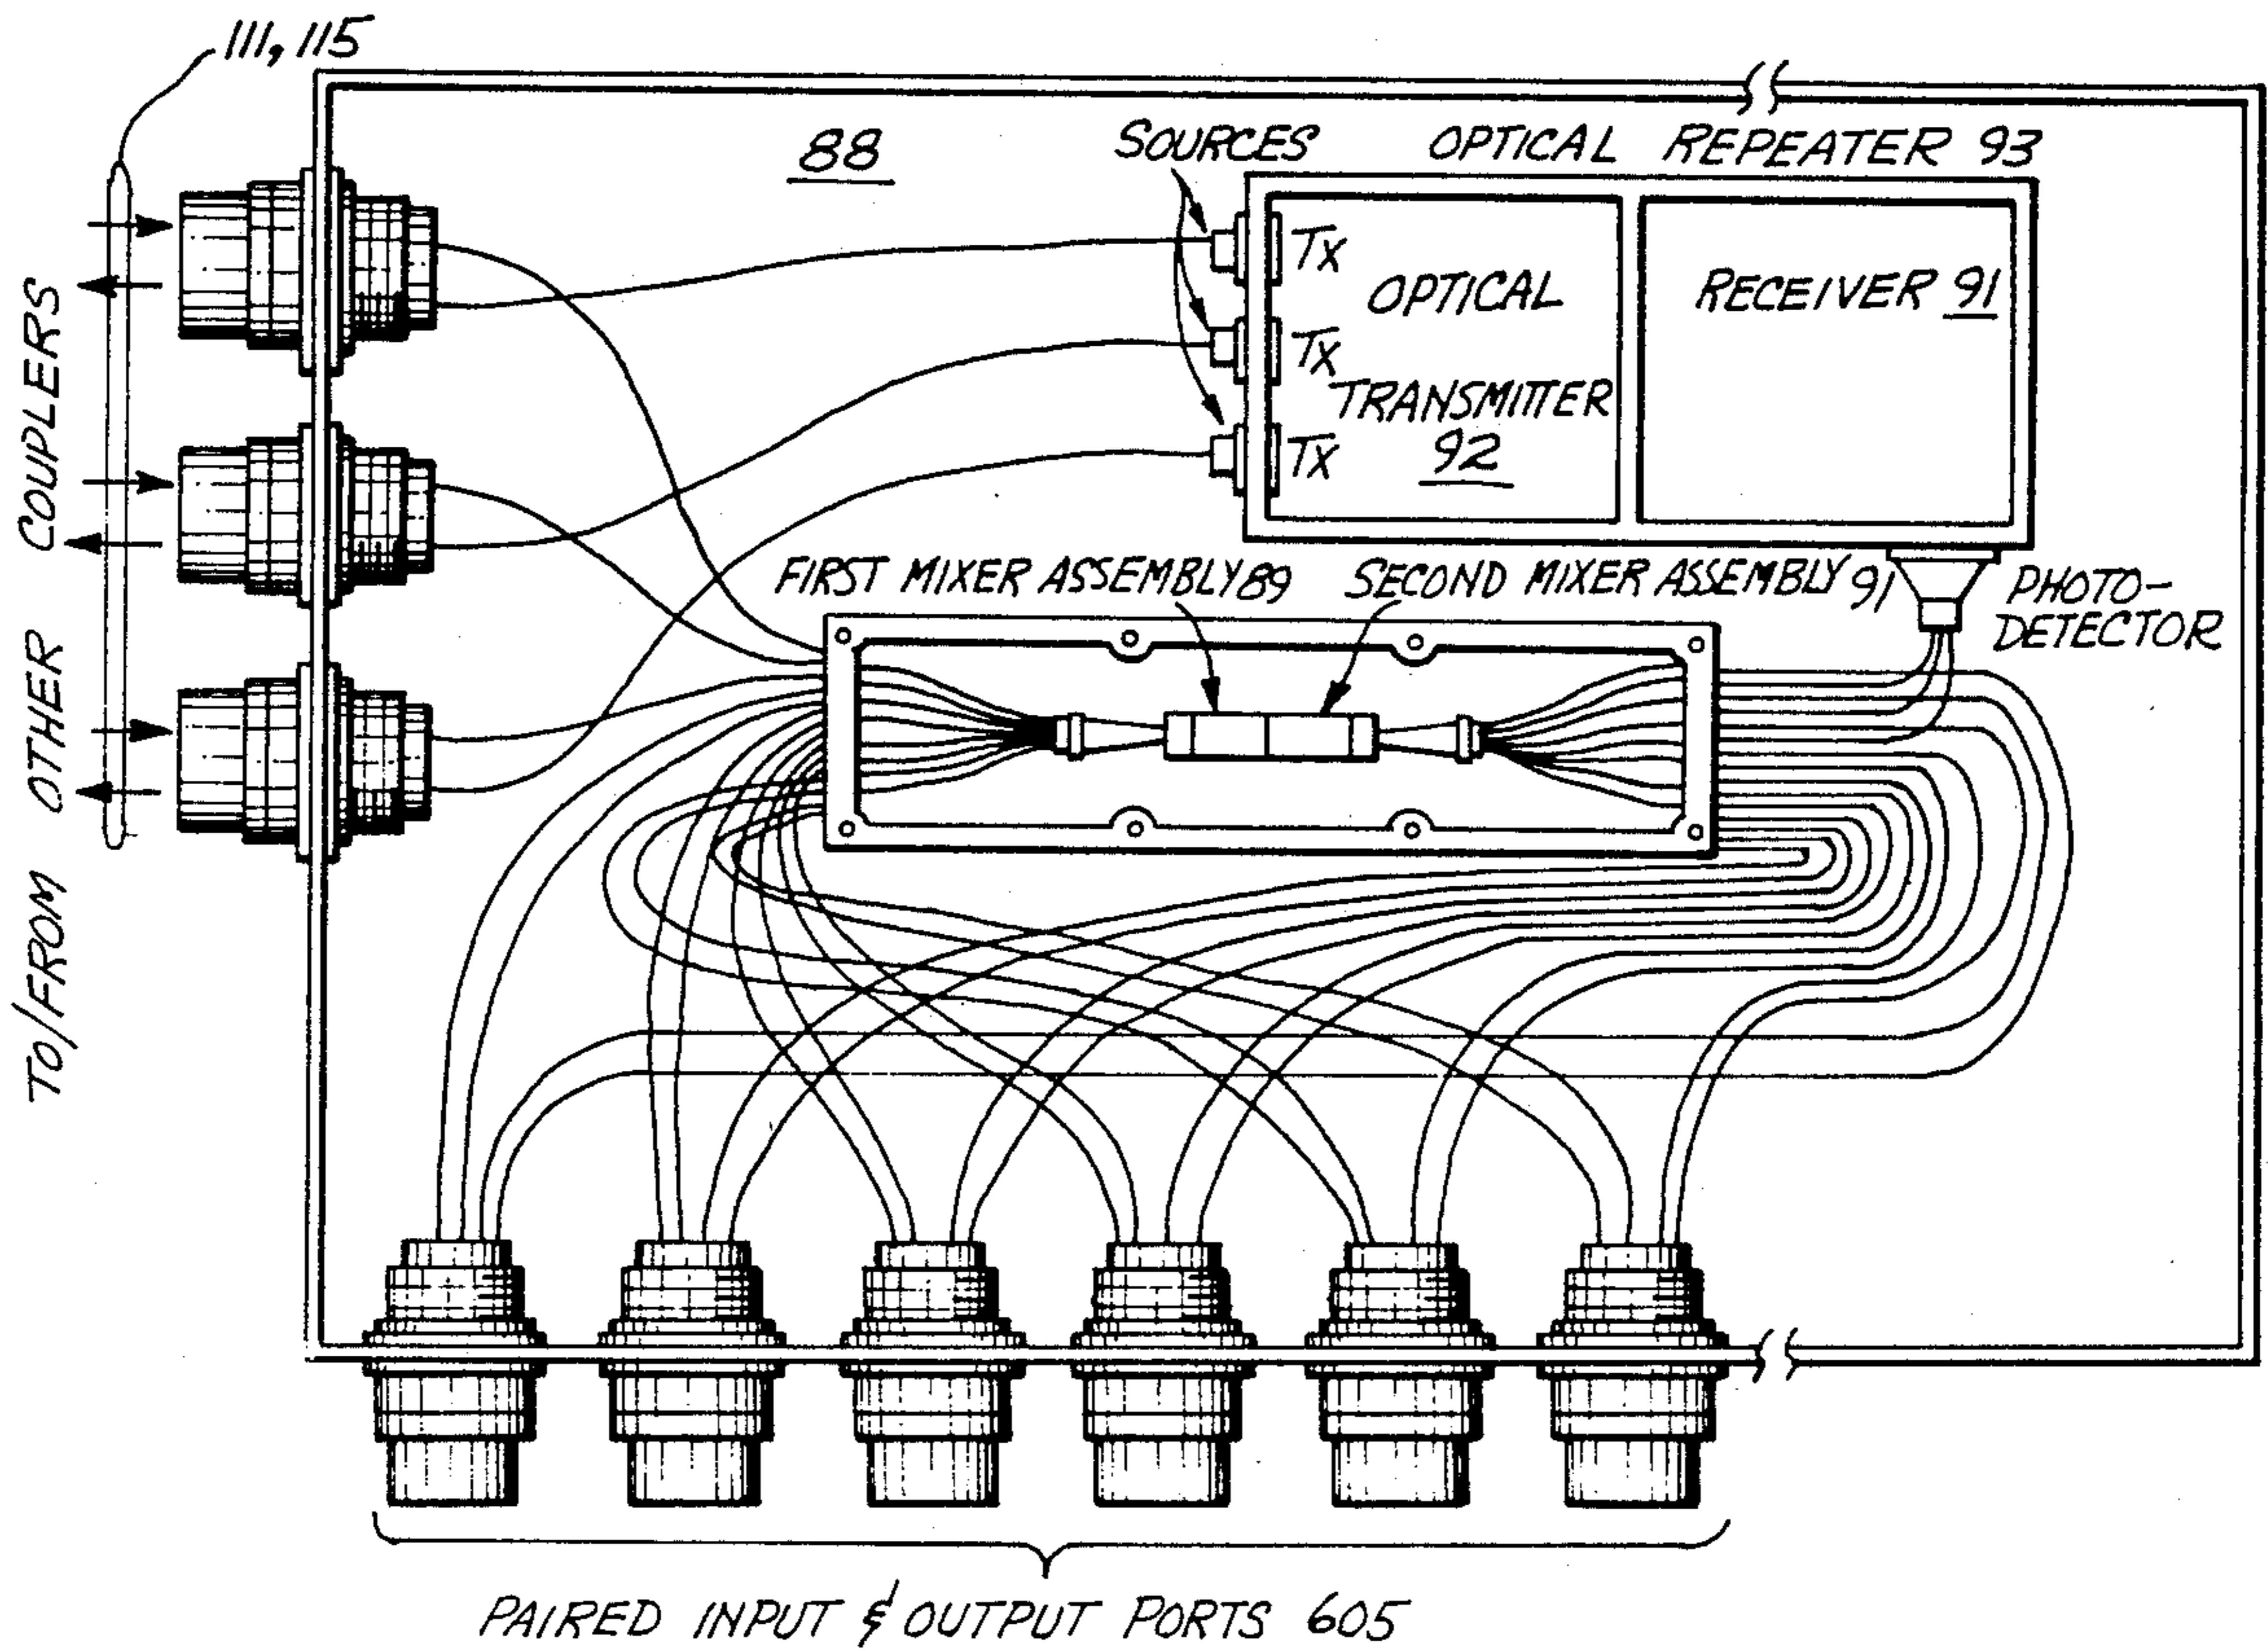 111, 115
88
SOURCES
OPTICAL REPEATER 93
TX
TX
TX
OPTICAL
TRANSMITTER
92
RECEIVER 91
TO/FROM OTHER COUPLERS
FIRST MIXER ASSEMBLY 89
SECOND MIXER ASSEMBLY 91
PHOTO-
DETECTOR
PAIRED INPUT & OUTPUT PORTS 605